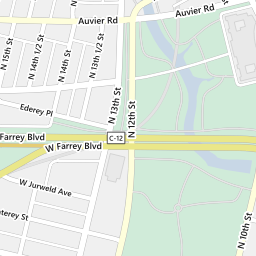 Auvier Rd
Auvier Rd
N 15th St
N 14th 1/2 St
N 14th St
N 13th 1/2 St
N 13th St
N 12th St
Ederey Pl
Farrey Blvd
C-12
W Farrey Blvd
W Jurweld Ave
nterey St
N 10th St